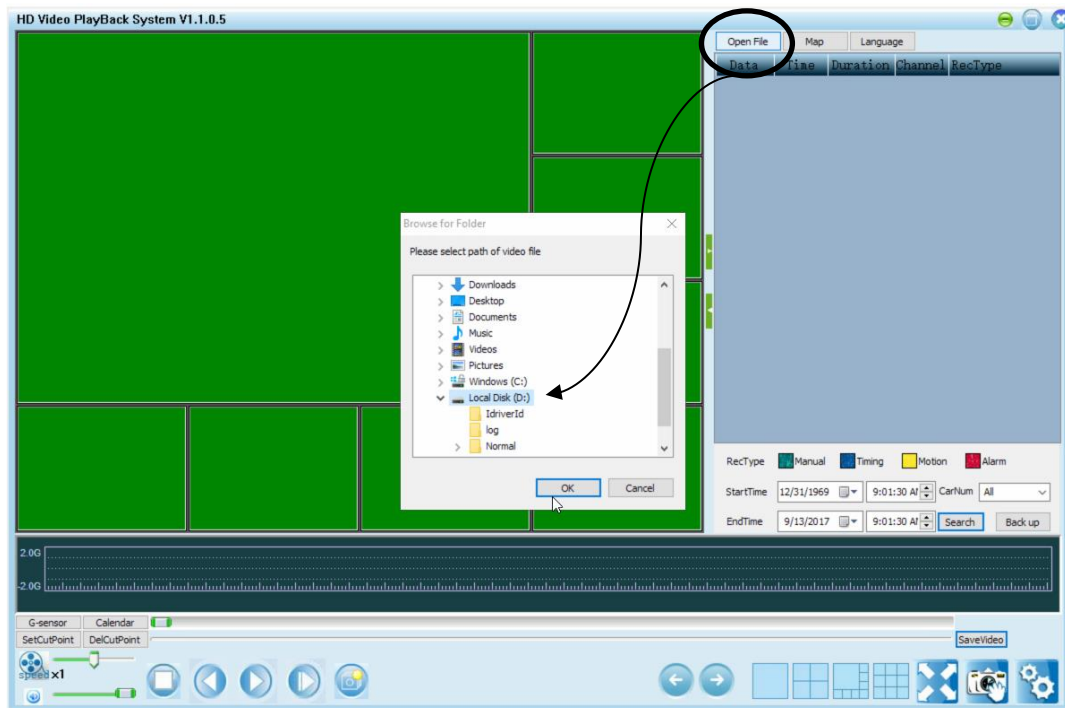 HD Video PlayBack System V1.1.0.5
Open File Map Language
Data Time Duration Channel RecType
Browse for Folder
Please select path of video file
Downloads
Desktop
Documents
Music
Videos
Pictures
Windows (C:)
Local Disk (D:)
IdriverId
log
Normal
OK Cancel
RecType Manual Timing Motion Alarm
StartTime 12/31/1969 9:01:30 AM CarNum All
EndTime 9/13/2017 9:01:30 AM Search Back up
2.0G
-2.0G
G-sensor Calendar
SetCutPoint DelCutPoint SaveVideo
speed x1